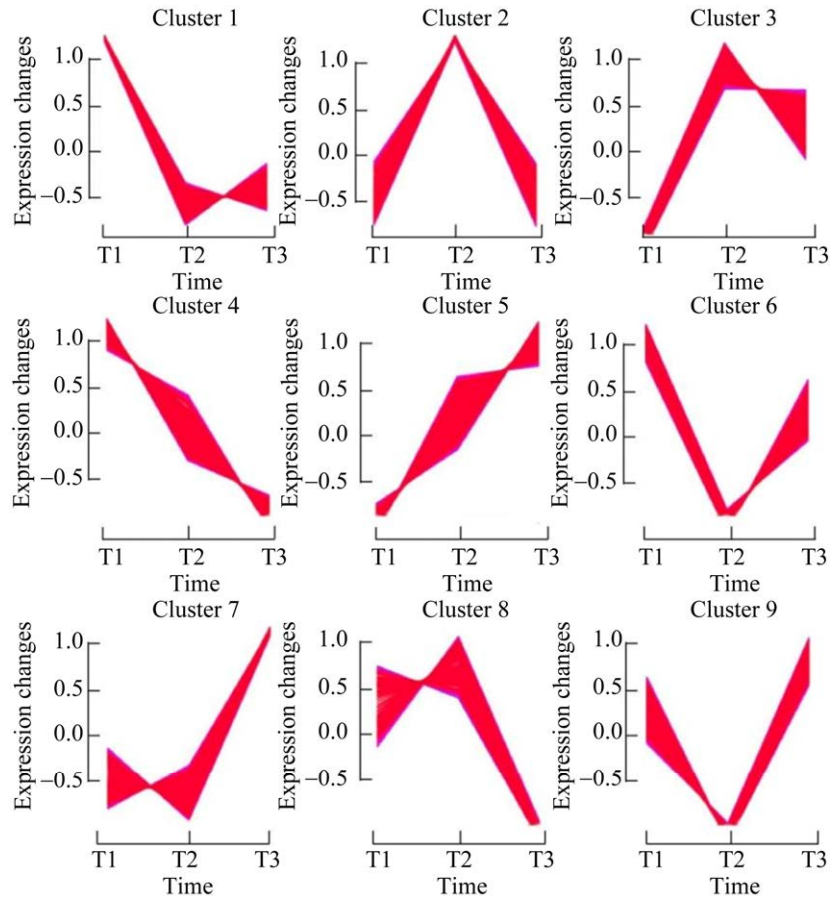 Cluster 1
Expression changes
1.0
0.5
0.0
−0.5
T1 T2 T3
Time
Cluster 2
Expression changes
1.0
0.5
0.0
−0.5
T1 T2 T3
Time
Cluster 3
Expression changes
1.0
0.5
0.0
−0.5
T1 T2 T3
Time
Cluster 4
Expression changes
1.0
0.5
0.0
−0.5
T1 T2 T3
Time
Cluster 5
Expression changes
1.0
0.5
0.0
−0.5
T1 T2 T3
Time
Cluster 6
Expression changes
1.0
0.5
0.0
−0.5
T1 T2 T3
Time
Cluster 7
Expression changes
1.0
0.5
0.0
−0.5
T1 T2 T3
Time
Cluster 8
Expression changes
1.0
0.5
0.0
−0.5
T1 T2 T3
Time
Cluster 9
Expression changes
1.0
0.5
0.0
−0.5
T1 T2 T3
Time